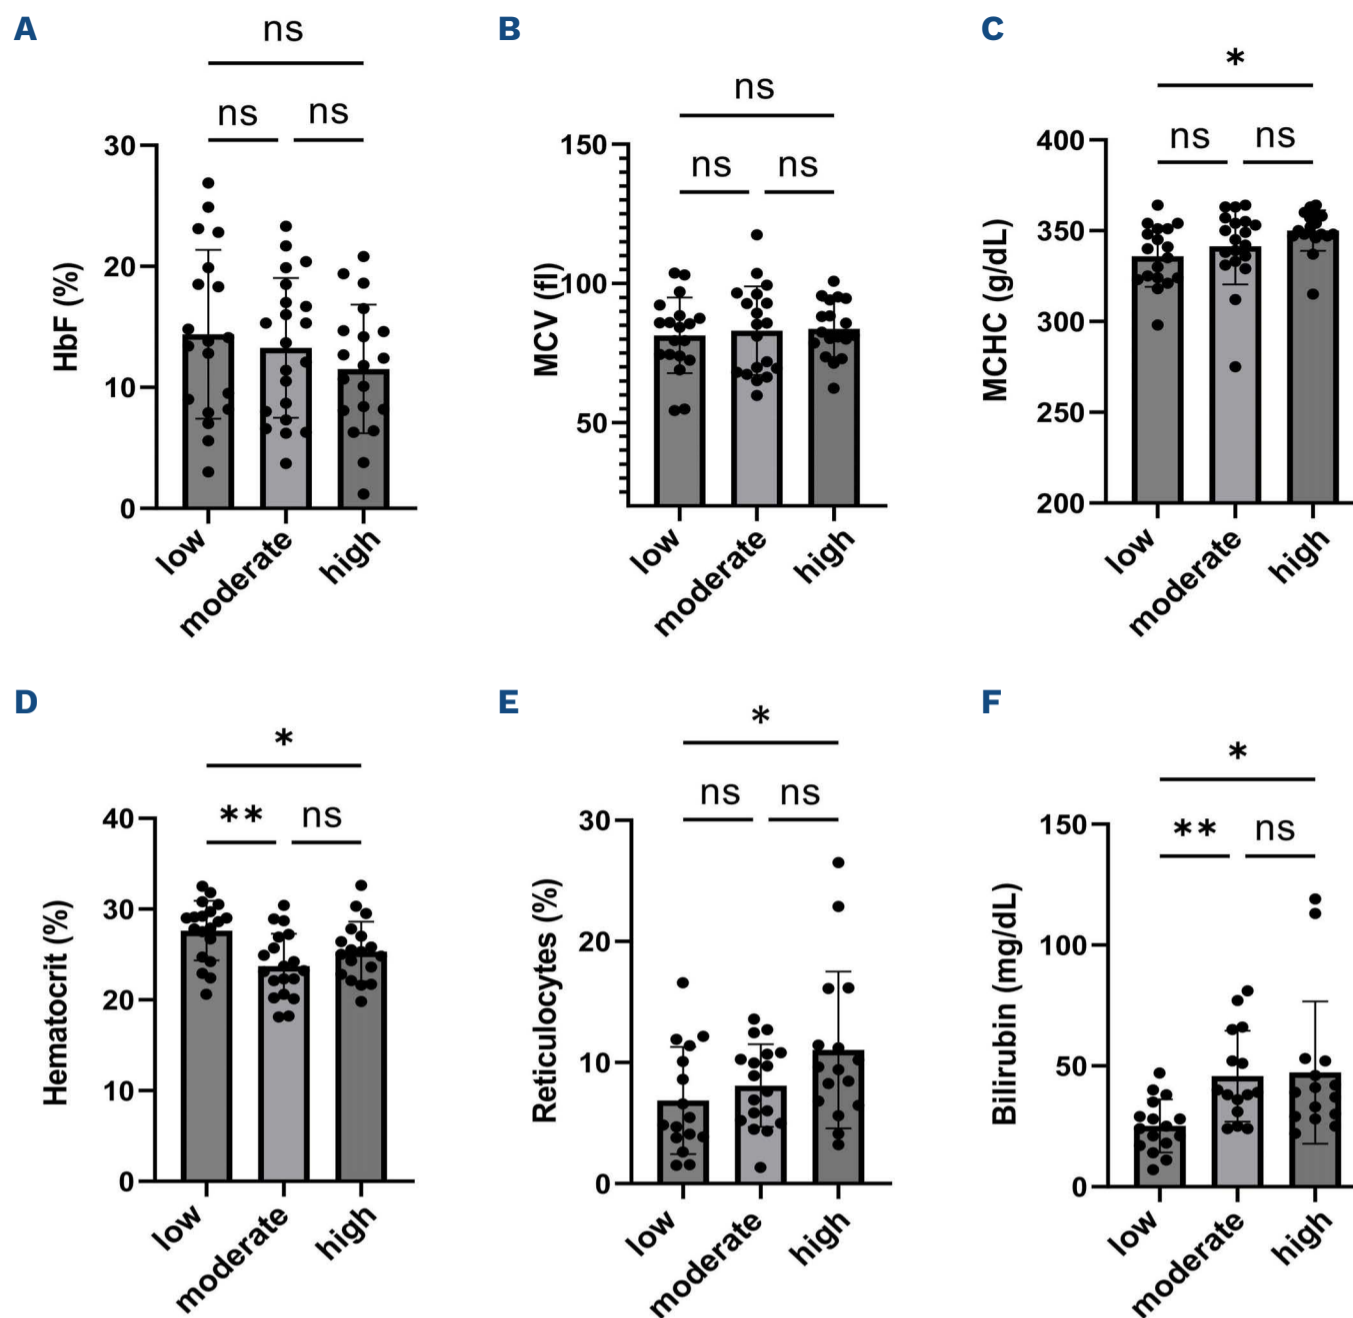 A
ns
ns
ns
HbF (%)
30
20
10
0
low
moderate
high
B
ns
ns
ns
MCV (fl)
150
100
50
low
moderate
high
C
*
ns
ns
MCHC (g/dL)
400
350
300
250
200
low
moderate
high
D
*
**
ns
Hematocrit (%)
40
30
20
10
0
low
moderate
high
E
*
ns
ns
Reticulocytes (%)
30
20
10
0
low
moderate
high
F
*
**
ns
Bilirubin (mg/dL)
150
100
50
0
low
moderate
high